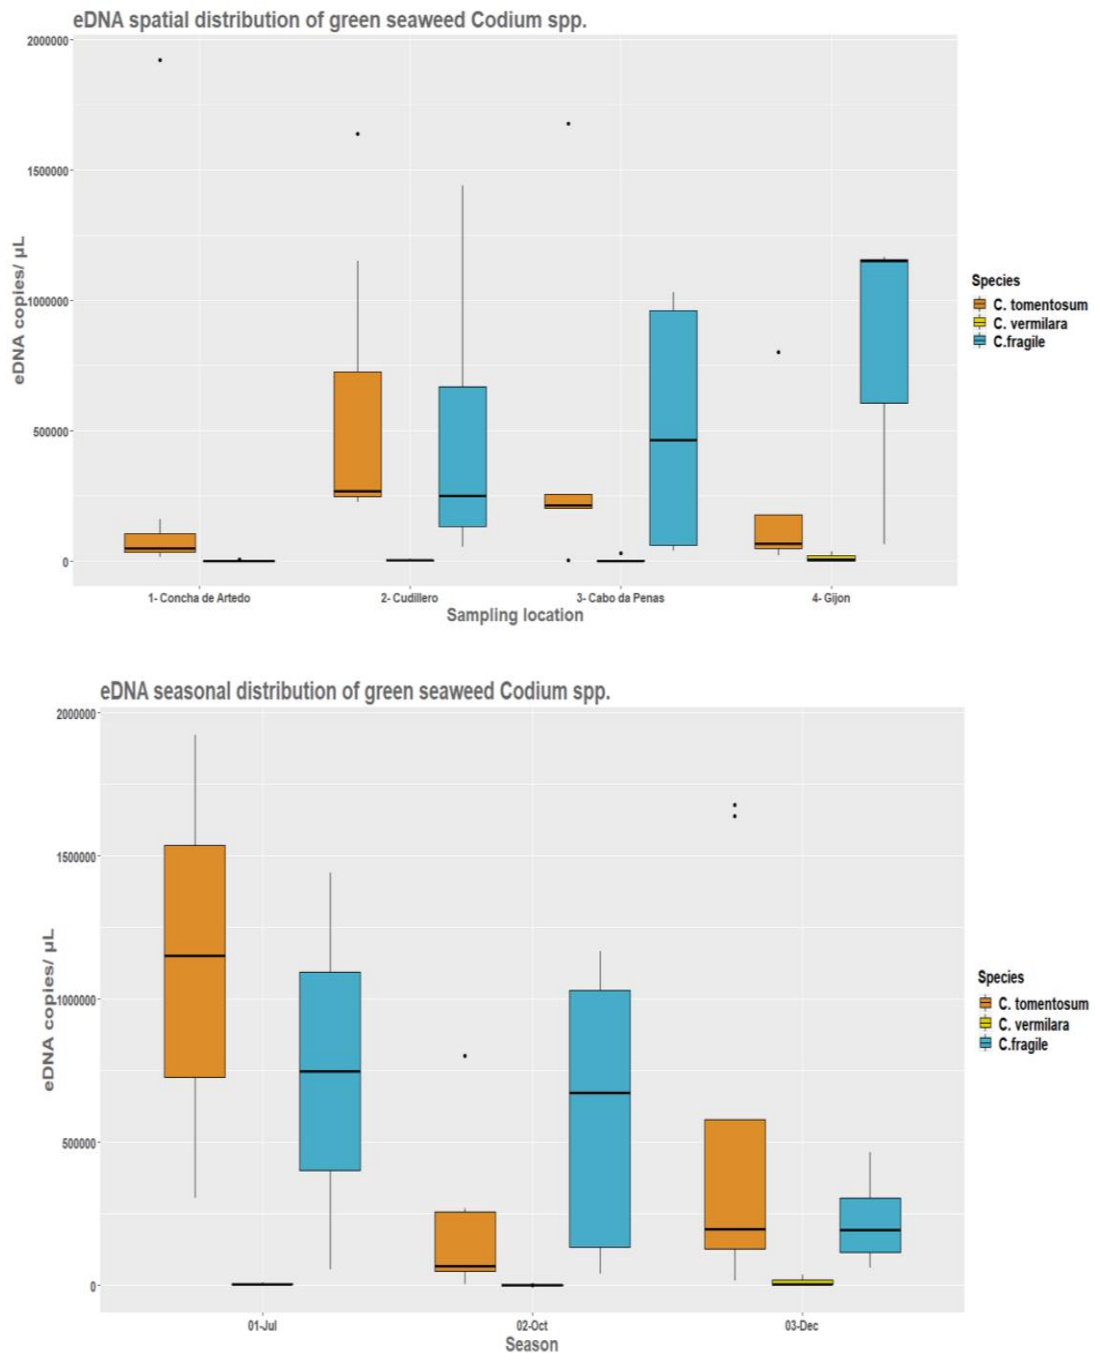 eDNA spatial distribution of green seaweed Codium spp.
2000000
1500000
1000000
500000
0
eDNA copies/ µL
1- Concha de Artedo
2- Cudillero
3- Cabo da Penas
4- Gijon
Sampling location
Species
C. tomentosum
C. vermilara
C.fragile
eDNA seasonal distribution of green seaweed Codium spp.
2000000
1500000
1000000
500000
0
eDNA copies/ µL
01-Jul
02-Oct
03-Dec
Season
Species
C. tomentosum
C. vermilara
C.fragile